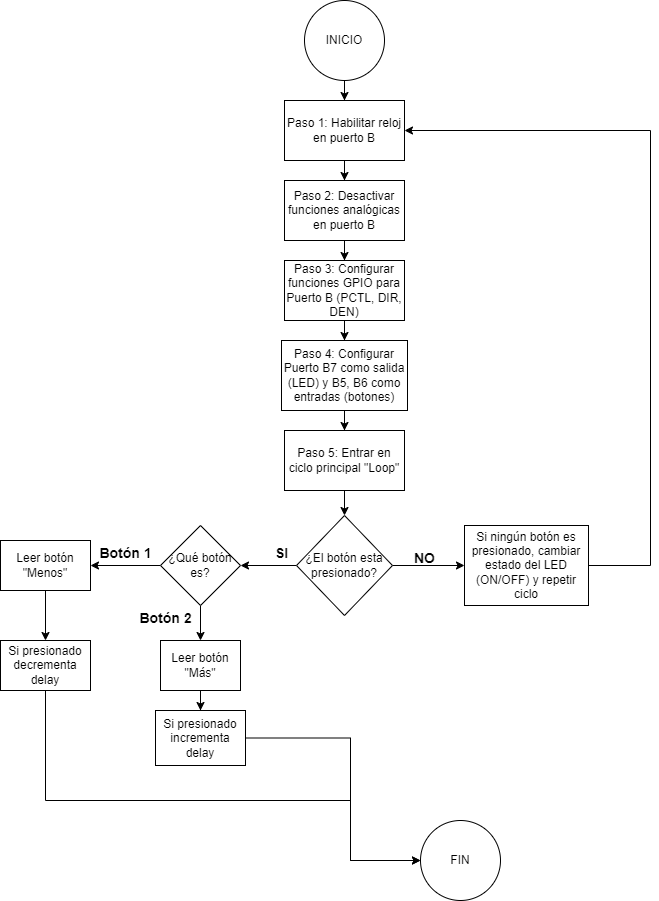 INICIO
Paso 1: Habilitar reloj
en puerto B
Paso 2: Desactivar
funciones analógicas
en puerto B
Paso 3: Configurar
funciones GPIO para
Puerto B (PCTL, DIR,
DEN)
Paso 4: Configurar
Puerto B7 como salida
(LED) y B5, B6 como
entradas (botones)
Paso 5: Entrar en
ciclo principal "Loop"
¿El botón esta
presionado?
SI
NO
Si ningún botón es
presionado, cambiar
estado del LED
(ON/OFF) y repetir
ciclo
¿Qué botón
es?
Botón 1
Leer botón
"Menos"
Si presionado
decrementa
delay
Botón 2
Leer botón
"Más"
Si presionado
incrementa
delay
FIN